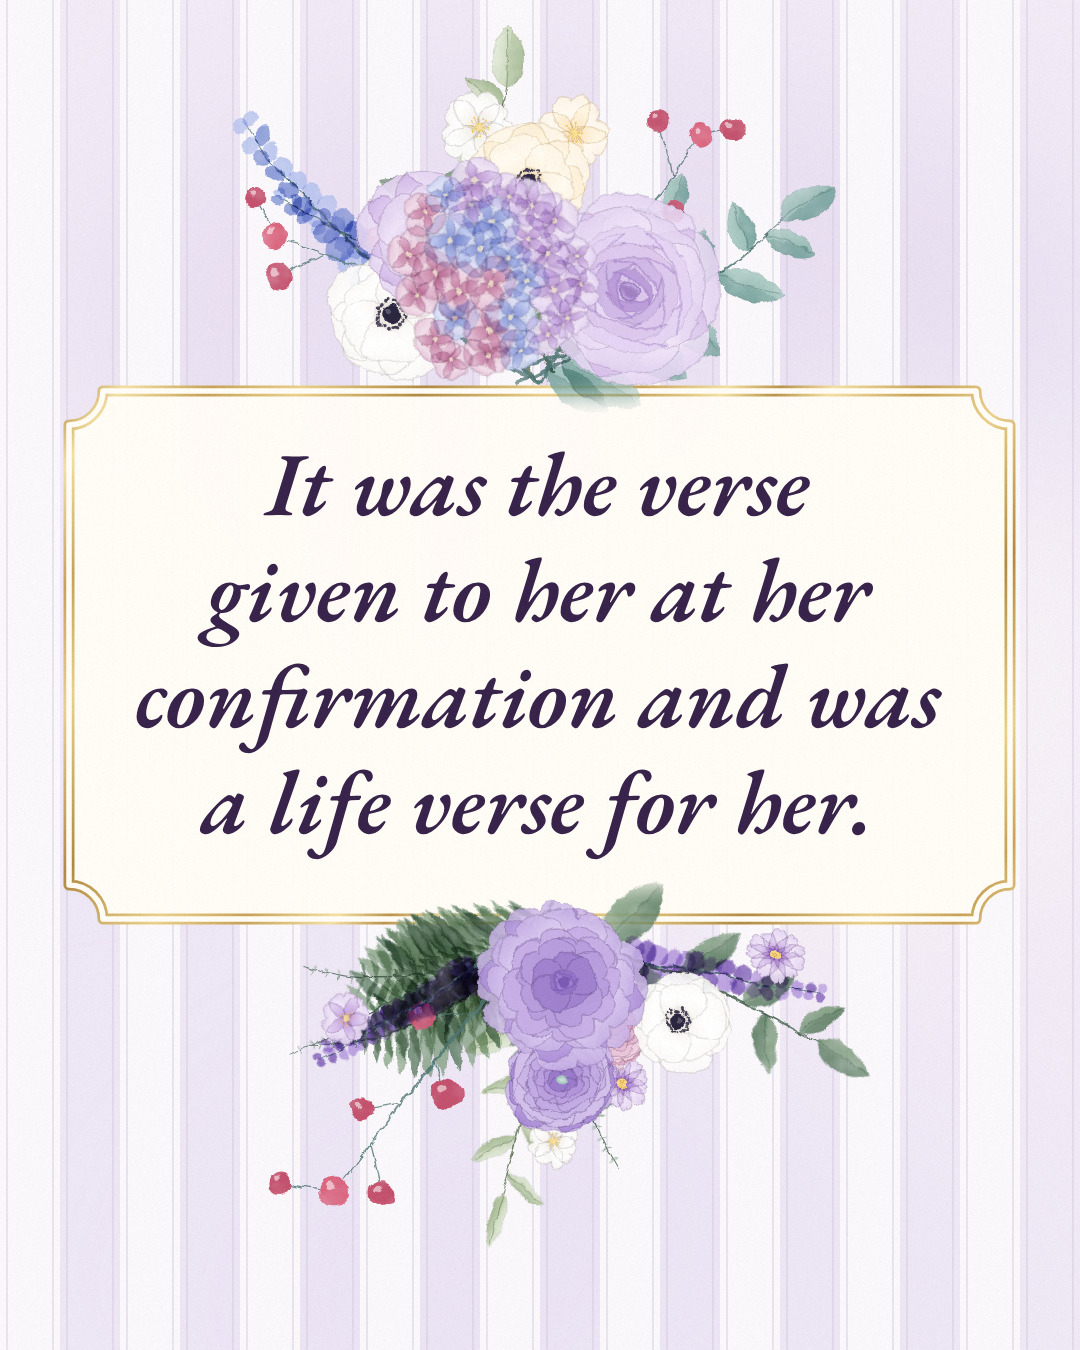 It was the verse
given to her at her
confirmation and was
a life verse for her.